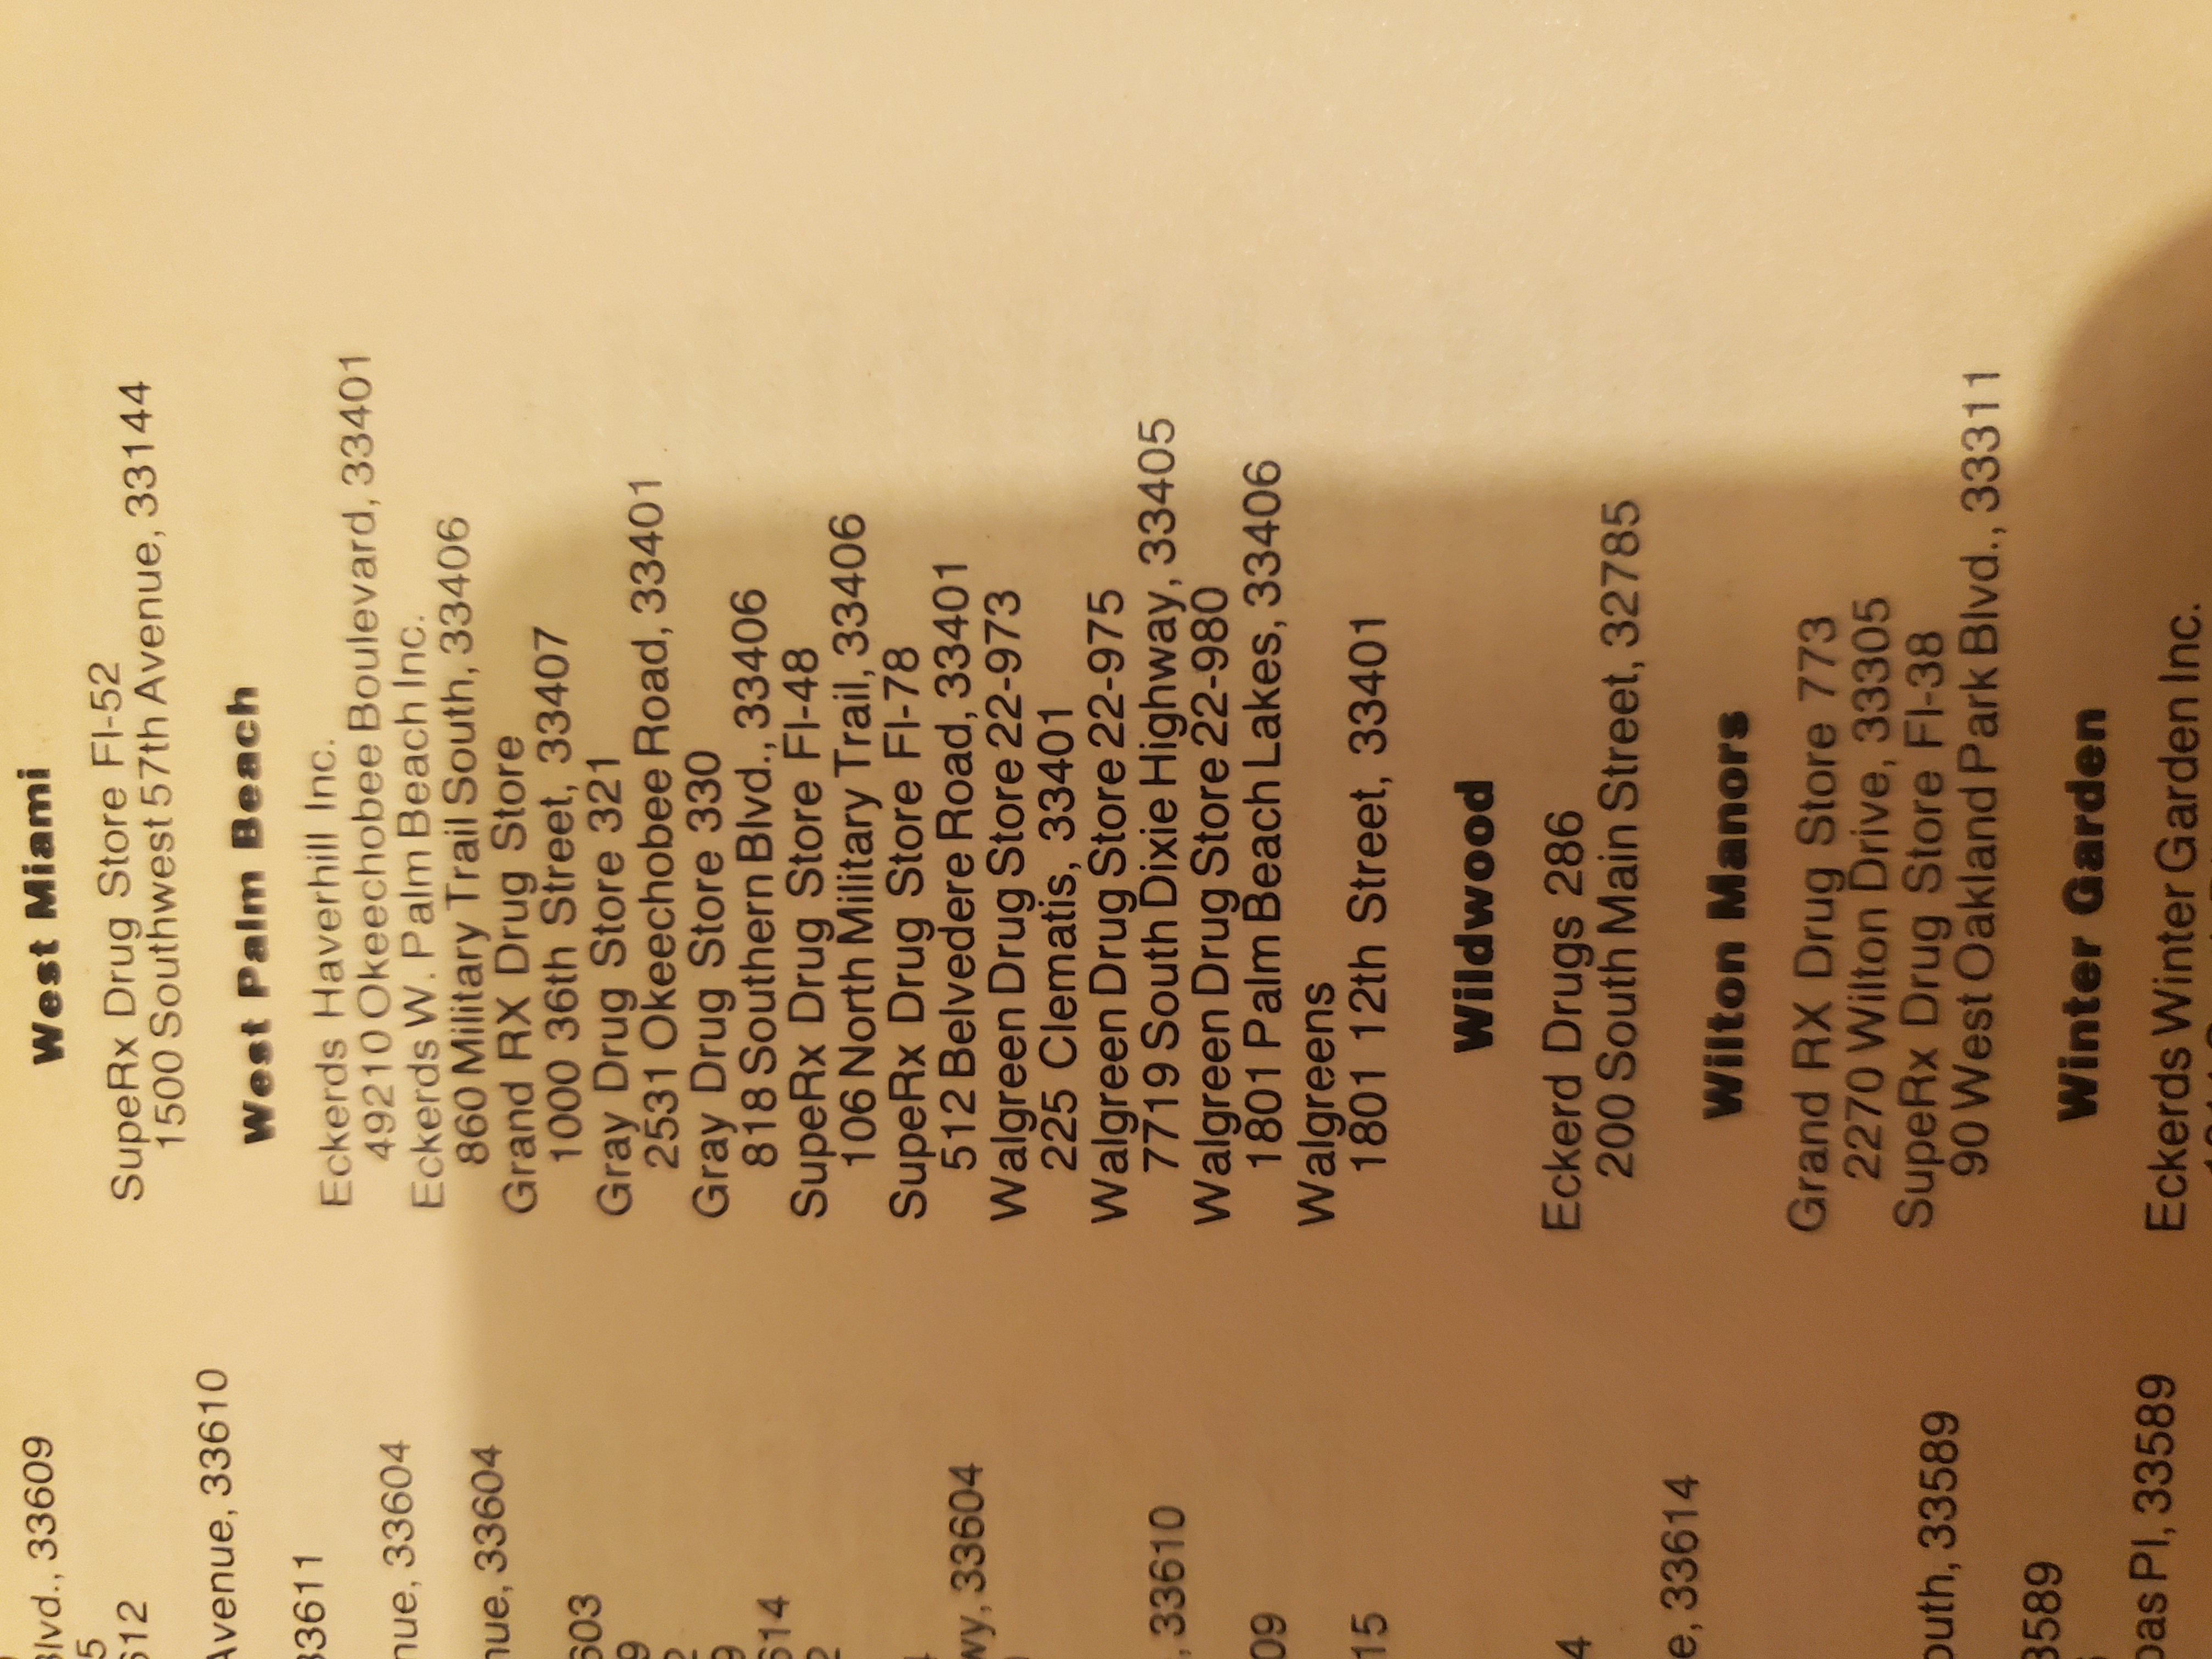 Blvd., 33609
5
612
Avenue, 33610
33611
nue, 33604
nue, 33604
603
9
9
614
2
wy, 33604
, 33610
09
15
4
e, 33614
outh, 33589
3589
pas Pl, 33589
West Miami
SupeRx Drug Store Fl-52
1500 Southwest 57th Avenue, 33144
West Palm Beach
Eckerds Haverhill Inc.
49210 Okeechobee Boulevard, 33401
Eckerds W. Palm Beach Inc.
860 Military Trail South, 33406
Grand RX Drug Store
1000 36th Street, 33407
Gray Drug Store 321
2531 Okeechobee Road, 33401
Gray Drug Store 330
818 Southern Blvd., 33406
SupeRx Drug Store Fl-48
106 North Military Trail, 33406
SupeRx Drug Store Fl-78
512 Belvedere Road, 33401
Walgreen Drug Store 22-973
225 Clematis, 33401
Walgreen Drug Store 22-975
7719 South Dixie Highway, 33405
Walgreen Drug Store 22-980
1801 Palm Beach Lakes, 33406
Walgreens
1801 12th Street, 33401
Wildwood
Eckerd Drugs 286
200 South Main Street, 32785
Wilton Manors
Grand RX Drug Store 773
2270 Wilton Drive, 33305
SupeRx Drug Store Fl-38
90 West Oakland Park Blvd., 33311
Winter Garden
Eckerds Winter Garden Inc.